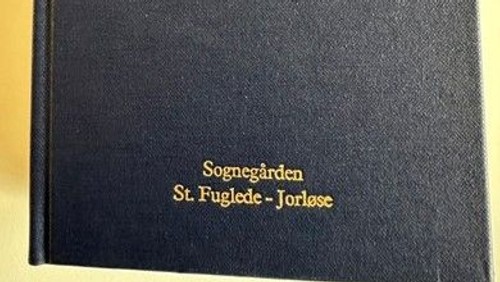 Sognegården
St. Fuglede - Jorløse